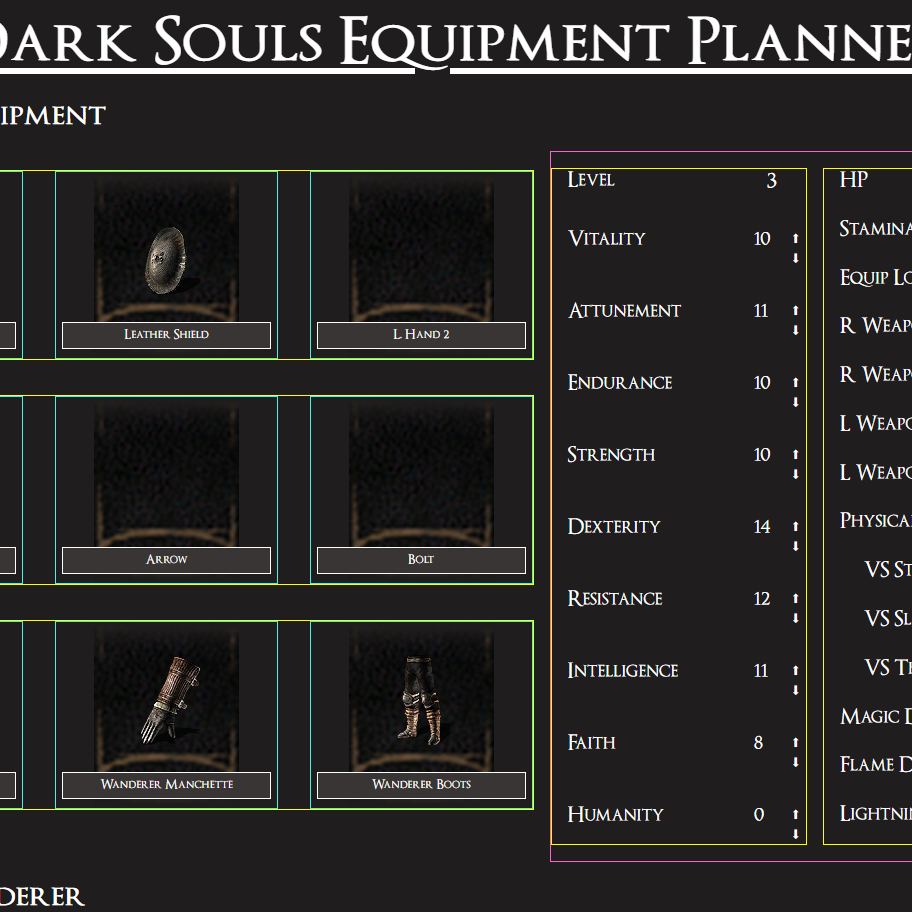 DARK SOULS EQUIPMENT PLANNE
IPMENT
LEATHER SHIELD
L HAND 2
ARROW
BOLT
WANDERER MANCHETTE
WANDERER BOOTS
LEVEL 3
VITALITY 10
ATTUNEMENT 11
ENDURANCE 10
STRENGTH 10
DEXTERITY 14
RESISTANCE 12
INTELLIGENCE 11
FAITH 8
HUMANITY 0
HP
STAMINA
EQUIP LO
R WEAPO
R WEAPO
L WEAPO
L WEAPO
PHYSICAL
VS ST
VS SL
VS TH
MAGIC D
FLAME D
LIGHTNIN
DERER